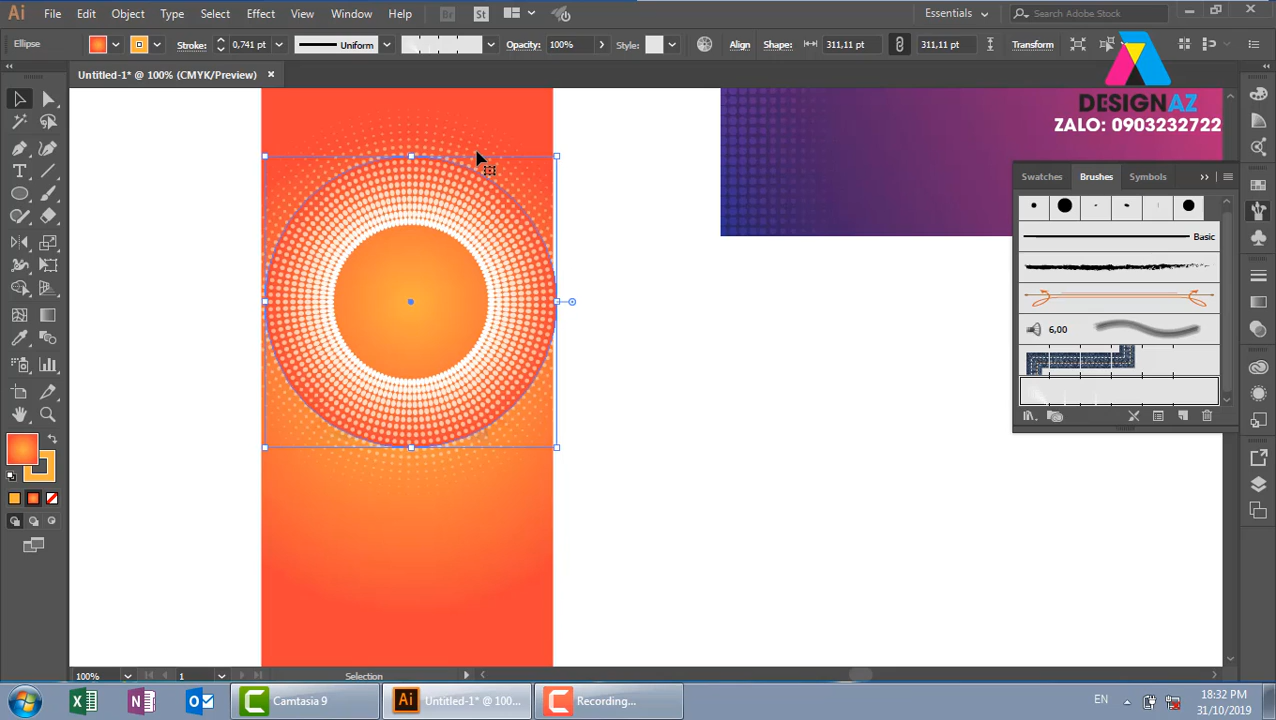 Ai File Edit Object Type Select Effect View Window Help Br St Essentials Search Adobe Stock
Ellipse Stroke: 0,741 pt Uniform Opacity: 100% Style: Align Shape: 311,11 pt 311,11 pt Transform
Untitled-1* @ 100% (CMYK/Preview)
DESIGNAZ
ZALO: 0903232722
Swatches Brushes Symbols
Basic
6,00
100% 1 Selection
Camtasia 9 Untitled-1* @ 100... Recording... EN 18:32 PM
31/10/2019